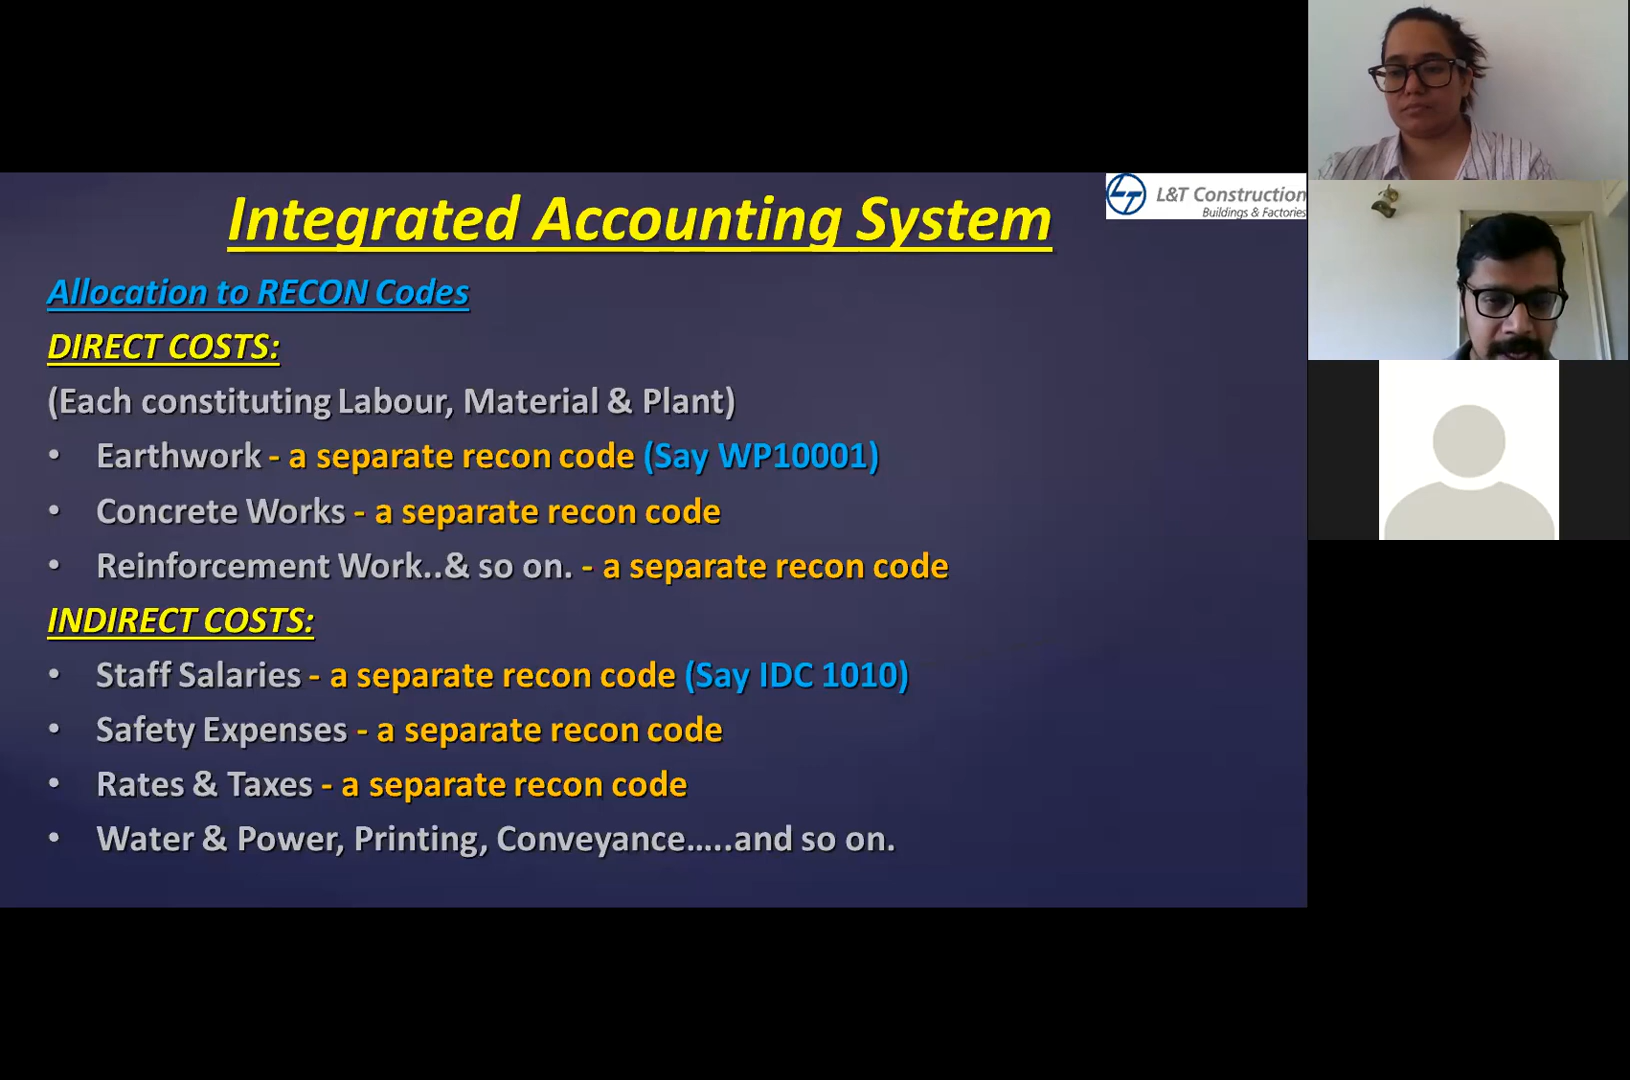 Integrated Accounting System
L&T Construction
Buildings & Factories
Allocation to RECON Codes
DIRECT COSTS:
(Each constituting Labour, Material & Plant)
• Earthwork - a separate recon code (Say WP10001)
• Concrete Works - a separate recon code
• Reinforcement Work..& so on. - a separate recon code
INDIRECT COSTS:
• Staff Salaries - a separate recon code (Say IDC 1010)
• Safety Expenses - a separate recon code
• Rates & Taxes - a separate recon code
• Water & Power, Printing, Conveyance.....and so on.